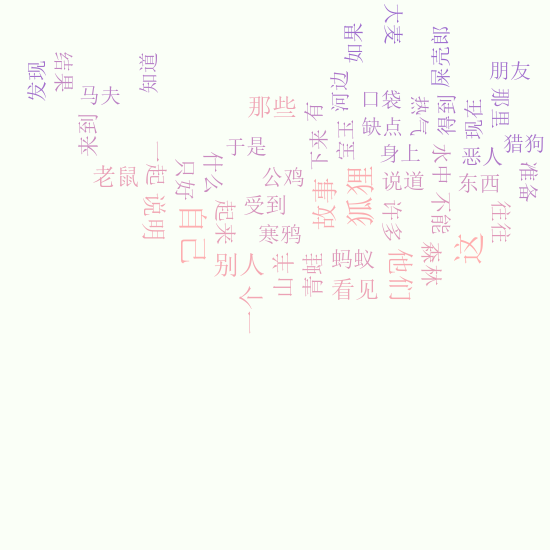 大麦
如果
屎壳郎
朋友
知道
结果
发现
马夫
河边
口袋
那些
有
热气
得到
现在
那里
缺点
来到
宝玉
下来
于是
身上
水中
恶人
猎狗
老鼠
一起
只好
什么
公鸡
故事
狐狸
说道
东西
准备
说明
自己
起来
受到
许多
不能
往往
寒鸦
这
别人
山羊
青蛙
蚂蚁
他们
森林
看见
一个